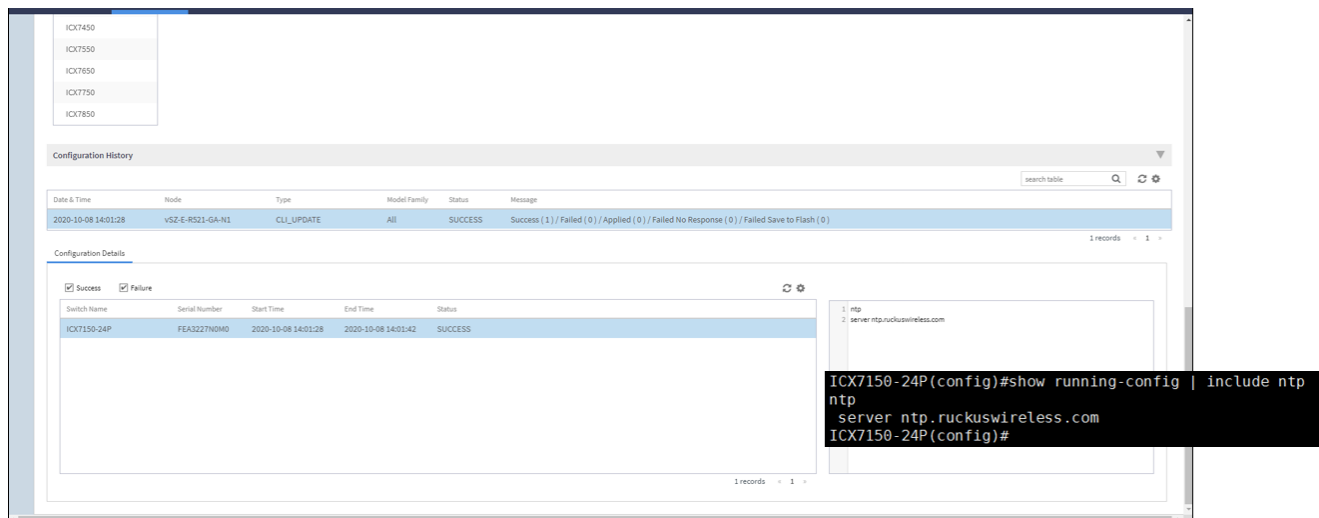 ICX7450
ICX7550
ICX7650
ICX7750
ICX7850
Configuration History
search table
Date & Time Node Type Model Family Status Message
2020-10-08 14:01:28 vSZ-E-RS21-GA-N1 CLI_UPDATE All SUCCESS Success ( 1 ) / Failed ( 0 ) / Applied ( 0 ) / Failed No Response ( 0 ) / Failed Save to Flash ( 0 )
1 records « 1 »
Configuration Details
Success Failure
Switch Name Serial Number Start Time End Time Status
ICX7150-24P FEA3227N0M0 2020-10-08 14:01:28 2020-10-08 14:01:42 SUCCESS
1 ntp
2 server ntp.ruckuswireless.com
ICX7150-24P(config)#show running-config | include ntp
ntp
server ntp.ruckuswireless.com
ICX7150-24P(config)#
1 records « 1 »